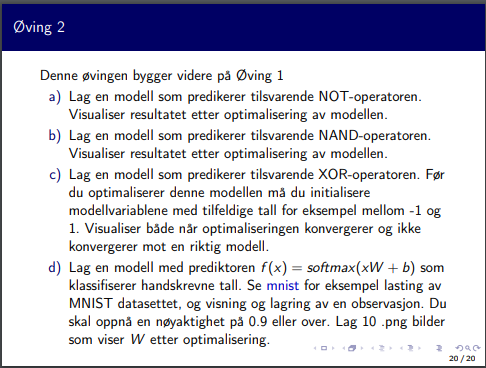 Øving 2
Denne øvingen bygger videre på Øving 1
a) Lag en modell som predikerer tilsvarende NOT-operatoren.
Visualiser resultatet etter optimalisering av modellen.
b) Lag en modell som predikerer tilsvarende NAND-operatoren.
Visualiser resultatet etter optimalisering av modellen.
c) Lag en modell som predikerer tilsvarende XOR-operatoren. Før
du optimaliserer denne modellen må du initialisere
modellvariablene med tilfeldige tall for eksempel mellom -1 og
1. Visualiser både når optimaliseringen konvergerer og ikke
konvergerer mot en riktig modell.
d) Lag en modell med prediktoren f(x) = softmax(xW + b) som
klassifiserer handskrevne tall. Se mnist for eksempel lasting av
MNIST datasettet, og visning og lagring av en observasjon. Du
skal oppnå en nøyaktighet på 0.9 eller over. Lag 10 .png bilder
som viser W etter optimalisering.
20 / 20